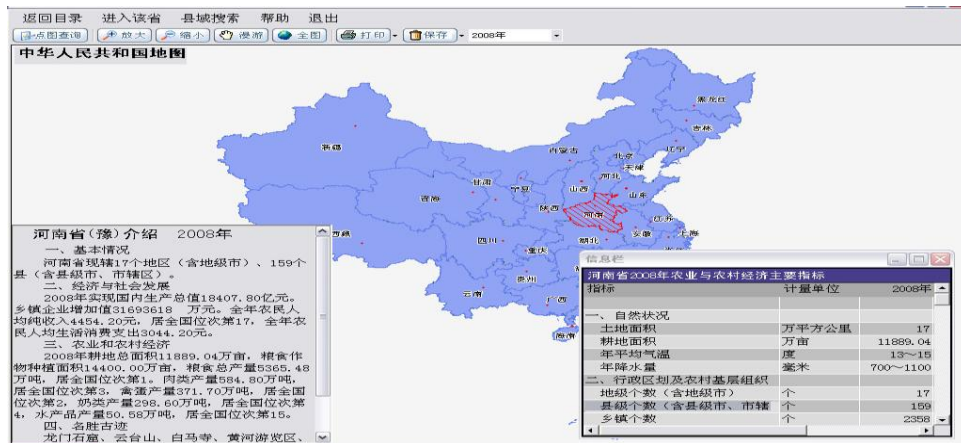 返回目录 进入该省 县域搜索 帮助 退出
点图查询 放大 缩小 漫游 全图 打印 保存 2008年
中华人民共和国地图
黑龙江
吉林
辽宁
内蒙古
北京
天津
新疆
河北
甘肃
宁夏
山西
山东
青海
陕西
河南
江苏
安徽
上海
西藏
四川
重庆
湖北
贵州
云南
广西
海南
河南省(豫)介绍 2008年
一、基本情况
河南省现辖17个地区(含地级市)、159个
县(含县级市、市辖区)。
二、经济与社会发展
2008年实现国内生产总值18407.80亿元。
乡镇企业增加值31693618 万元。全年农民人
均纯收入4454.20元,居全国位次第17,全年农
民人均生活消费支出3044.20元。
三、农业和农村经济
2008年耕地总面积11889.04万亩,粮食作
物种植面积14400.00万亩,粮食总产量5365.48
万吨,居全国位次第1。肉类产量584.80万吨,
居全国位次第3,禽蛋产量371.70万吨,居全国
位次第2,奶类产量298.60万吨,居全国位次第
4,水产品产量50.58万吨,居全国位次第15。
四、名胜古迹
龙门石窟、云台山、白马寺、黄河游览区、
信息栏
河南省2008年农业与农村经济主要指标
指标 计量单位 2008年
一、自然状况
土地面积 万平方公里 17
耕地面积 万亩 11889.04
年平均气温 度 13～15
年降水量 毫米 700～1100
二、行政区划及农村基层组织
地级个数(含地级市) 个 17
县级个数(含县级市、市辖 个 159
乡镇个数 个 2358